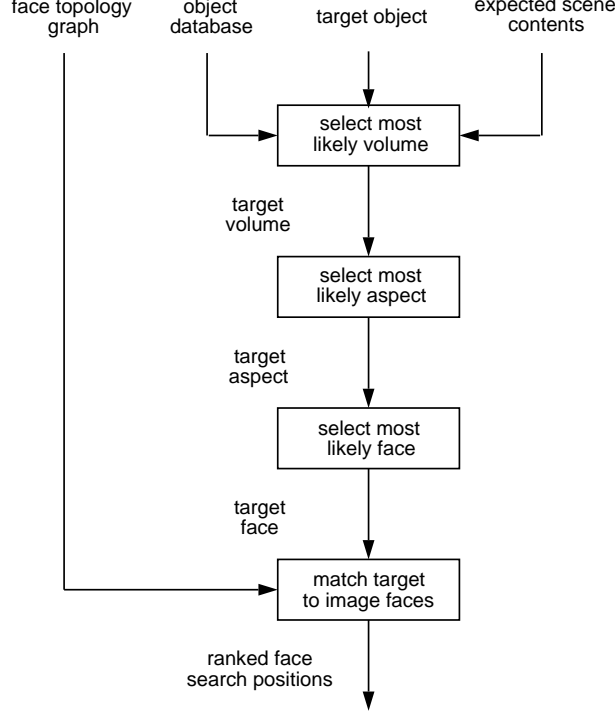 face topology
graph
object
database
target object
expected scene
contents
select most
likely volume
target
volume
select most
likely aspect
target
aspect
select most
likely face
target
face
match target
to image faces
ranked face
search positions